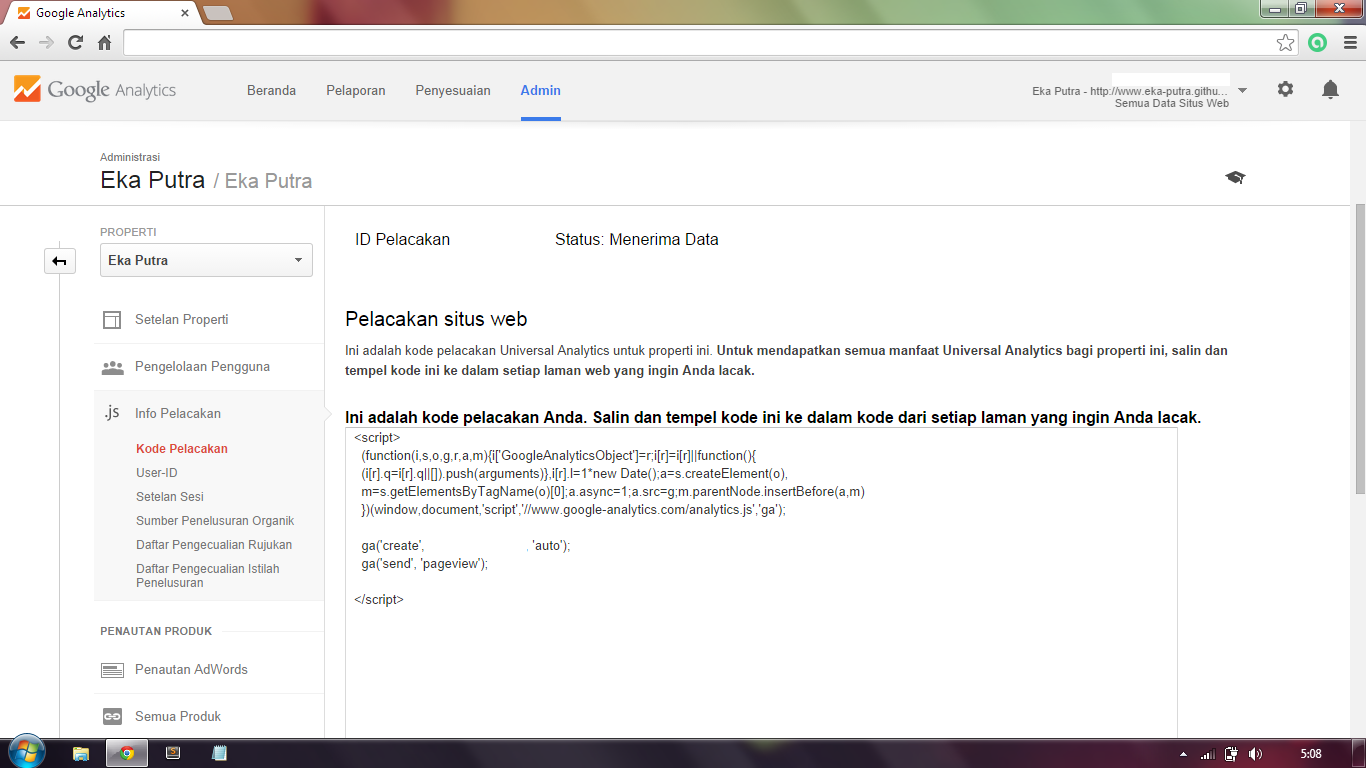 Google Analytics
Google Analytics
Beranda
Pelaporan
Penyesuaian
Admin
Eka Putra - http://www.eka-putra.githu...
Semua Data Situs Web
Administrasi
Eka Putra / Eka Putra
PROPERTI
Eka Putra
Setelan Properti
Pengelolaan Pengguna
.js Info Pelacakan
Kode Pelacakan
User-ID
Setelan Sesi
Sumber Penelusuran Organik
Daftar Pengecualian Rujukan
Daftar Pengecualian Istilah
Penelusuran
PENAUTAN PRODUK
Penautan AdWords
Semua Produk
ID Pelacakan
Status: Menerima Data
Pelacakan situs web
Ini adalah kode pelacakan Universal Analytics untuk properti ini. Untuk mendapatkan semua manfaat Universal Analytics bagi properti ini, salin dan
tempel kode ini ke dalam setiap laman web yang ingin Anda lacak.
Ini adalah kode pelacakan Anda. Salin dan tempel kode ini ke dalam kode dari setiap laman yang ingin Anda lacak.
<script>
(function(i,s,o,g,r,a,m){i['GoogleAnalyticsObject']=r;i[r]=i[r]||function(){
(i[r].q=i[r].q||[]).push(arguments)},i[r].l=1*new Date();a=s.createElement(o),
m=s.getElementsByTagName(o)[0];a.async=1;a.src=g;m.parentNode.insertBefore(a,m)
})(window,document,'script','//www.google-analytics.com/analytics.js','ga');
ga('create', , 'auto');
ga('send', 'pageview');
</script>
5:08